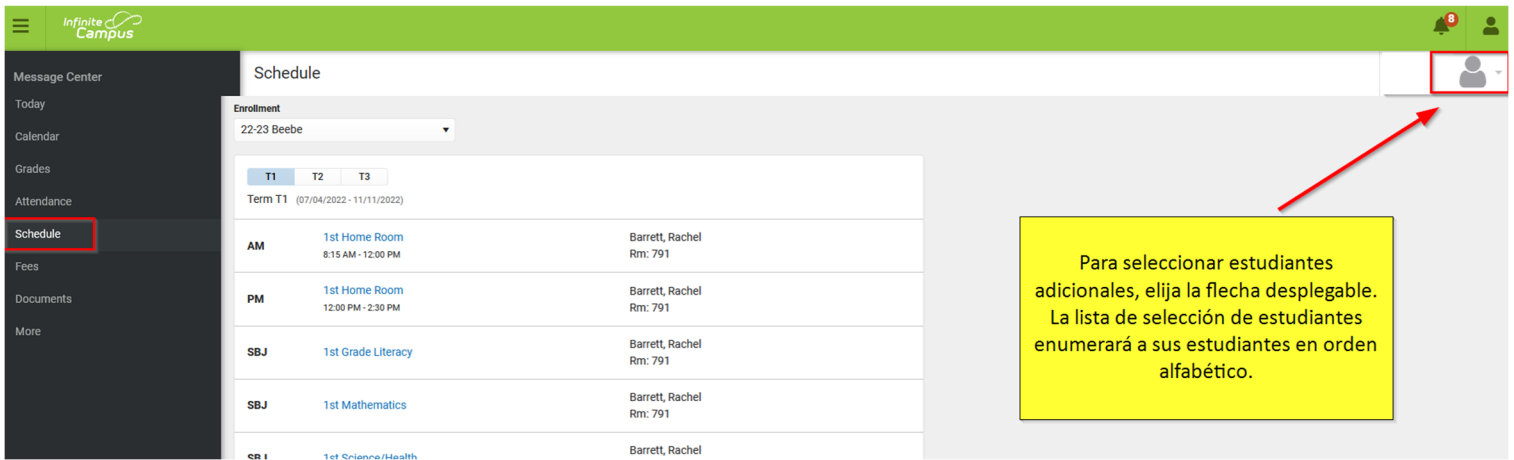 Infinite
Campus
8
Message Center
Today
Calendar
Grades
Attendance
Schedule
Fees
Documents
More
Schedule
Enrollment
22-23 Beebe
T1 T2 T3
Term T1 (07/04/2022 - 11/11/2022)
AM 1st Home Room Barrett, Rachel
8:15 AM - 12:00 PM Rm: 791
PM 1st Home Room Barrett, Rachel
12:00 PM - 2:30 PM Rm: 791
SBJ 1st Grade Literacy Barrett, Rachel
Rm: 791
SBJ 1st Mathematics Barrett, Rachel
Rm: 791
SBJ 1st Science/Health Barrett, Rachel
Para seleccionar estudiantes
adicionales, elija la flecha desplegable.
La lista de selección de estudiantes
enumerará a sus estudiantes en orden
alfabético.